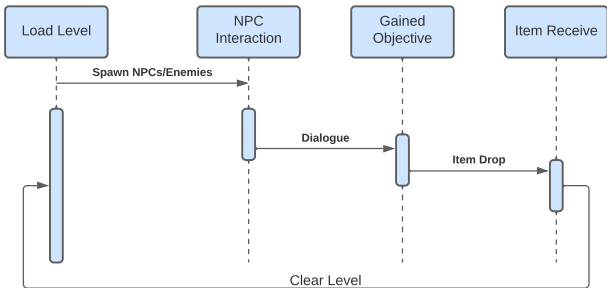 Load Level
NPC
Interaction
Gained
Objective
Item Receive
Spawn NPCs/Enemies
Dialogue
Item Drop
Clear Level